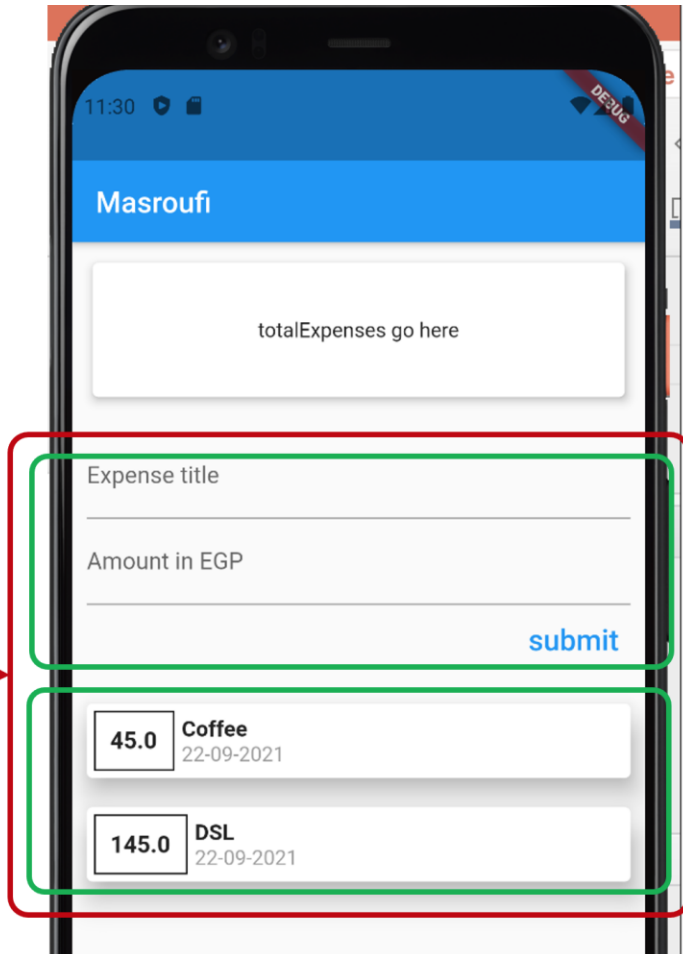 11:30
DEBUG
e
Masroufi
totalExpenses go here
Expense title
Amount in EGP
submit
45.0
Coffee
22-09-2021
145.0
DSL
22-09-2021